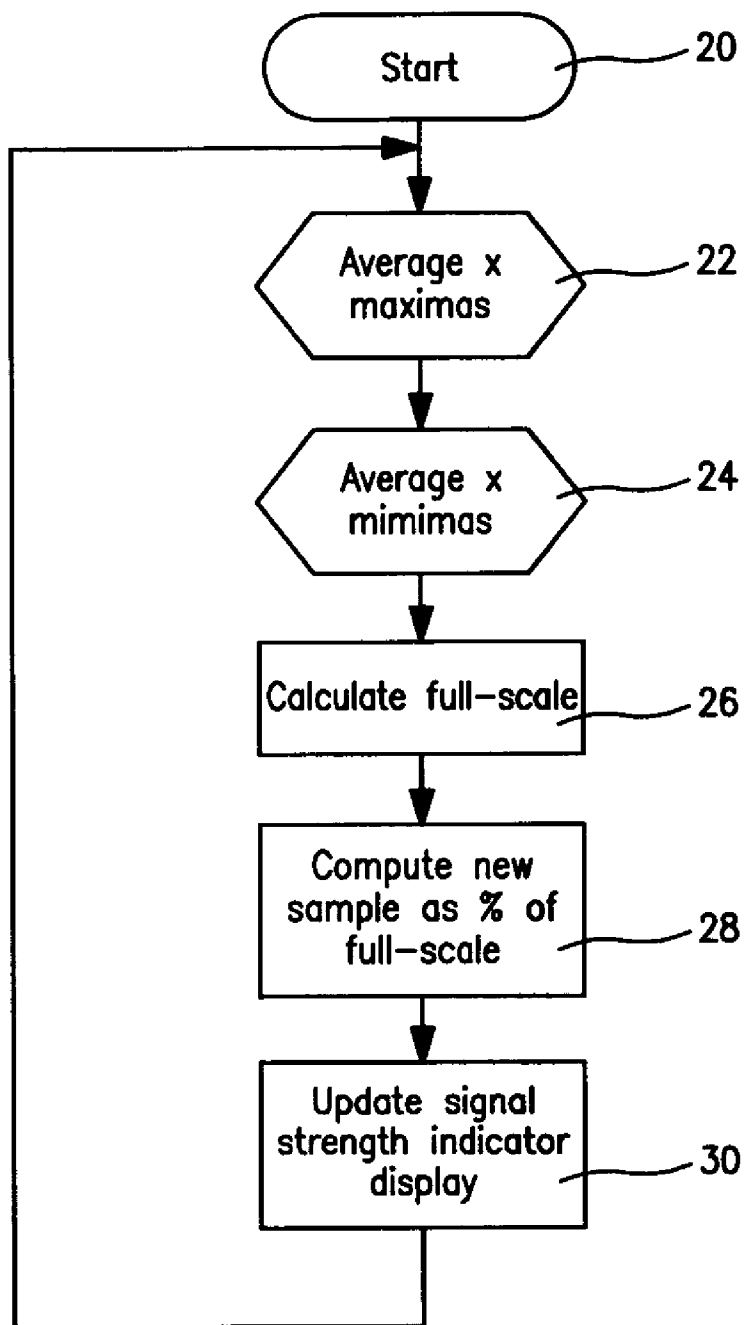 Start
20
Average x
maximas
22
Average x
mimimas
24
Calculate full-scale
26
Compute new
sample as % of
full-scale
28
Update signal
strength indicator
display
30